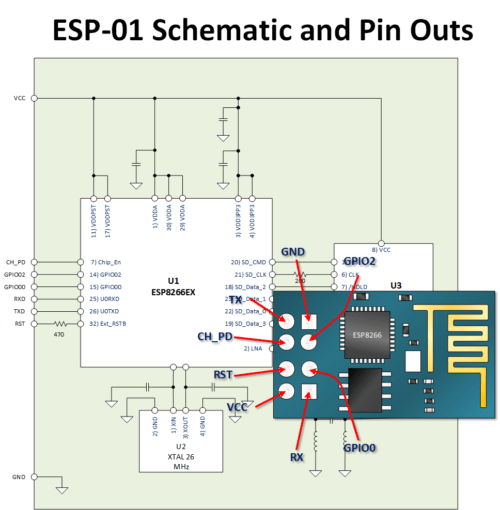 ESP-01 Schematic and Pin Outs
VCC
11) VDDPST
17) VDDPST
1) VDDA
30) VDDA
29) VDDA
3) VDD3PP3
4) VDD3PP3
8) VCC
CH_PD
GPIO02
GPIO00
RXD
TXD
RST
470
7) Chip_En
14) GPIO02
15) GPIO00
25) U0RXD
26) U0TXD
32) Ext_RSTB
U1
ESP8266EX
20) SD_CMD
21) SD_CLK
18) SD_Data_2
SD_Data_1
22) SD_Data_0
19) SD_Data_3
2) LNA
200
6) CLK
7) /HOLD
U3
GND
GPIO2
TX
CH_PD
RST
VCC
RX
GPIO0
ESP8266
2) GND
1) XIN
3) XOUT
4) GND
U2
XTAL 26
MHz
GND